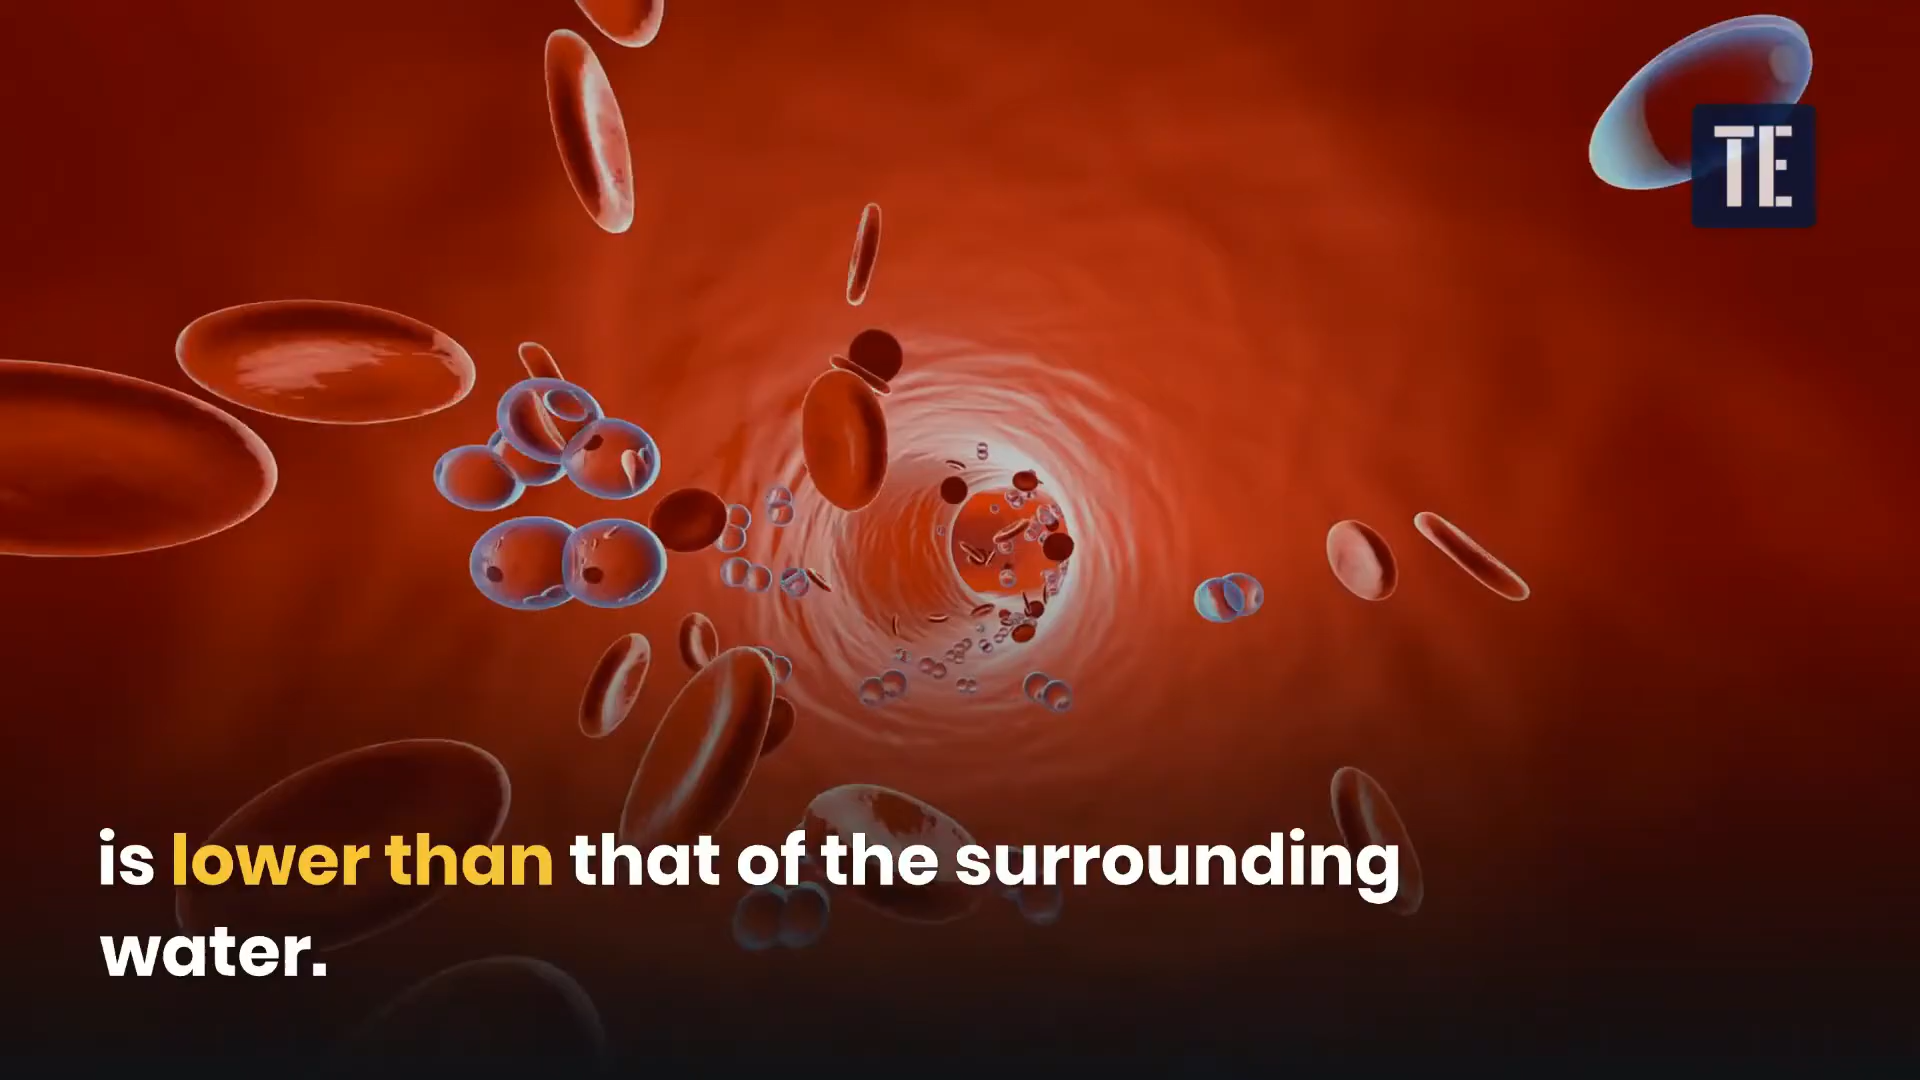 TE
is lower than that of the surrounding
water.